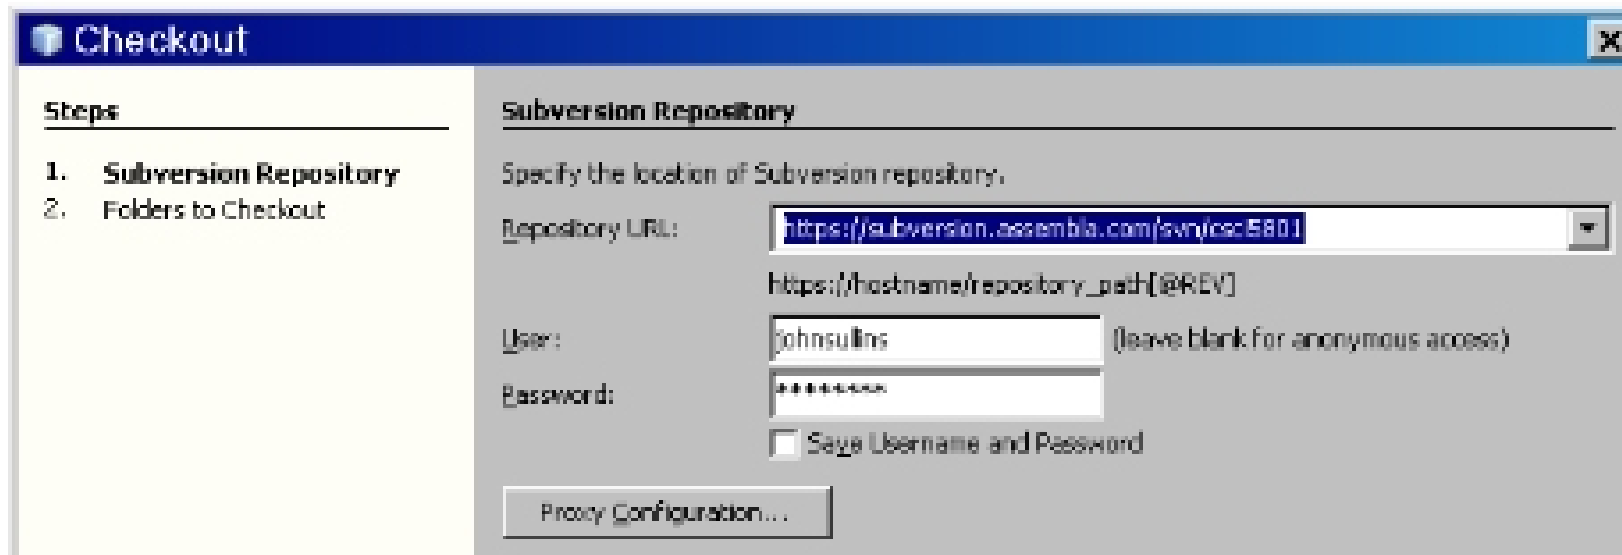 Checkout
Steps
1. Subversion Repository
2. Folders to Checkout
Subversion Repository
Specify the location of Subversion repository.
Repository URL: https://subversion.assembla.com/svn/csci5801
https://hostname/repository_path[@REV]
User: johnsullins (leave blank for anonymous access)
Password: ********
Save Username and Password
Proxy Configuration...